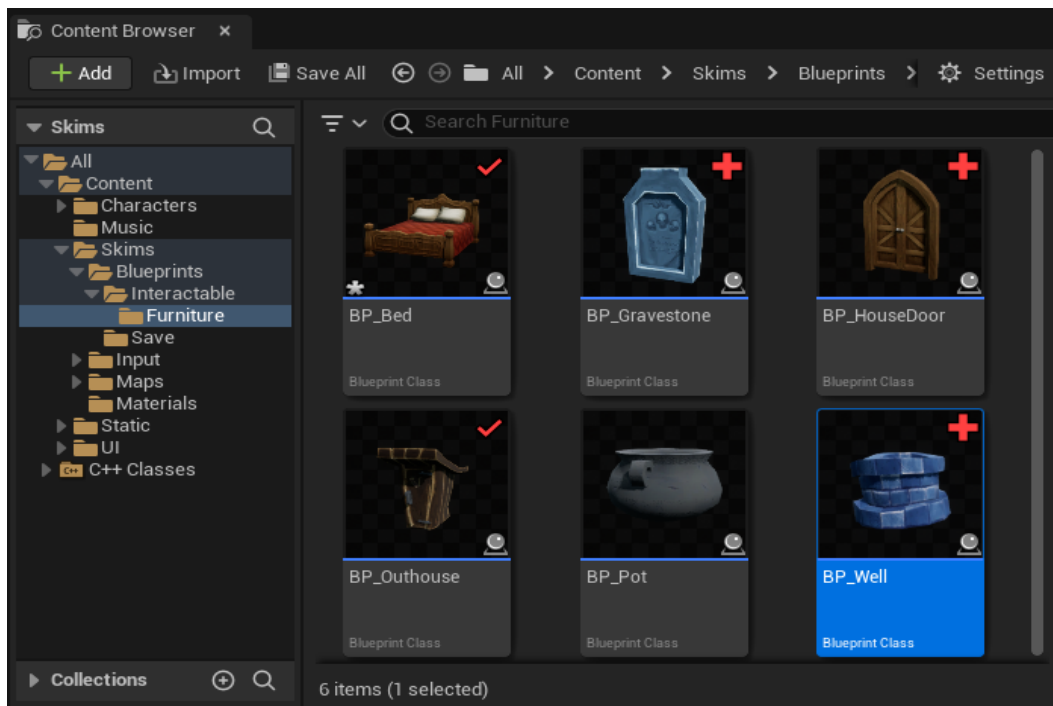 Content Browser
Add
Import
Save All
All
Content
Skims
Blueprints
Settings
Skims
Search Furniture
All
Content
Characters
Music
Skims
Blueprints
Interactable
Furniture
Save
Input
Maps
Materials
Static
UI
C++ C++ Classes
BP_Bed
Blueprint Class
BP_Gravestone
Blueprint Class
BP_HouseDoor
Blueprint Class
BP_Outhouse
Blueprint Class
BP_Pot
Blueprint Class
BP_Well
Blueprint Class
Collections
6 items (1 selected)